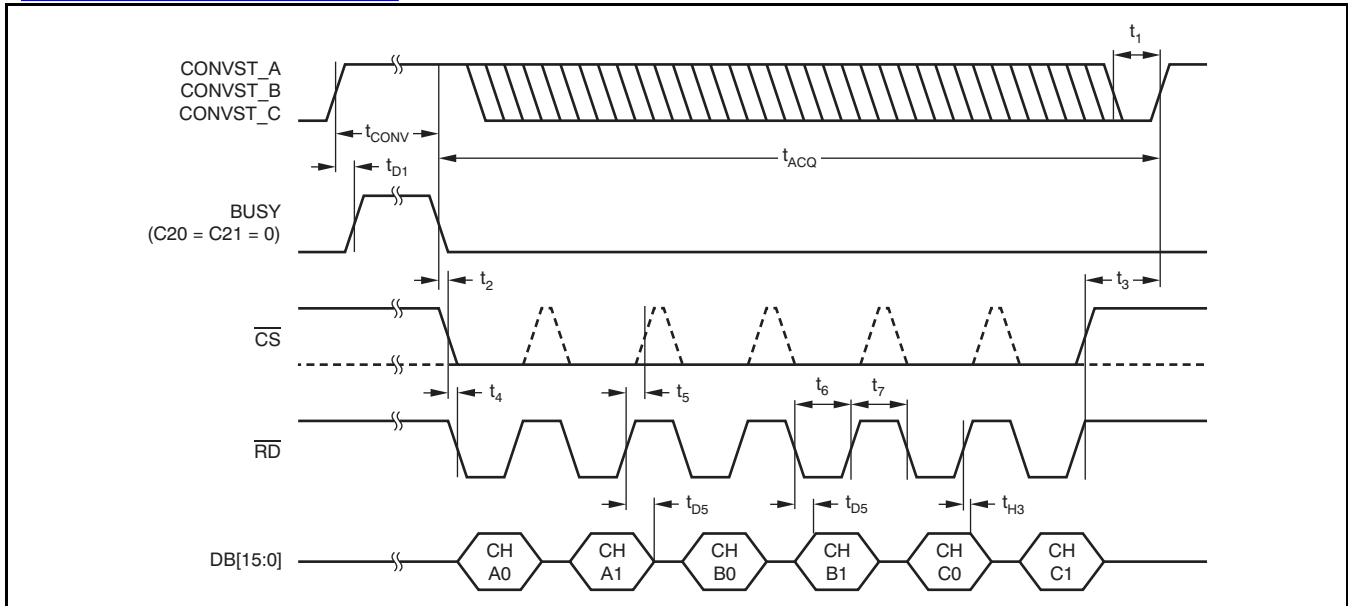 t1
CONVST_A
CONVST_B
CONVST_C
tCONV
tACQ
tD1
BUSY
(C20 = C21 = 0)
t2
t3
CS
t4
t5
t6
t7
RD
tD5
tD5
tH3
DB[15:0]
CH
A0
CH
A1
CH
B0
CH
B1
CH
C0
CH
C1